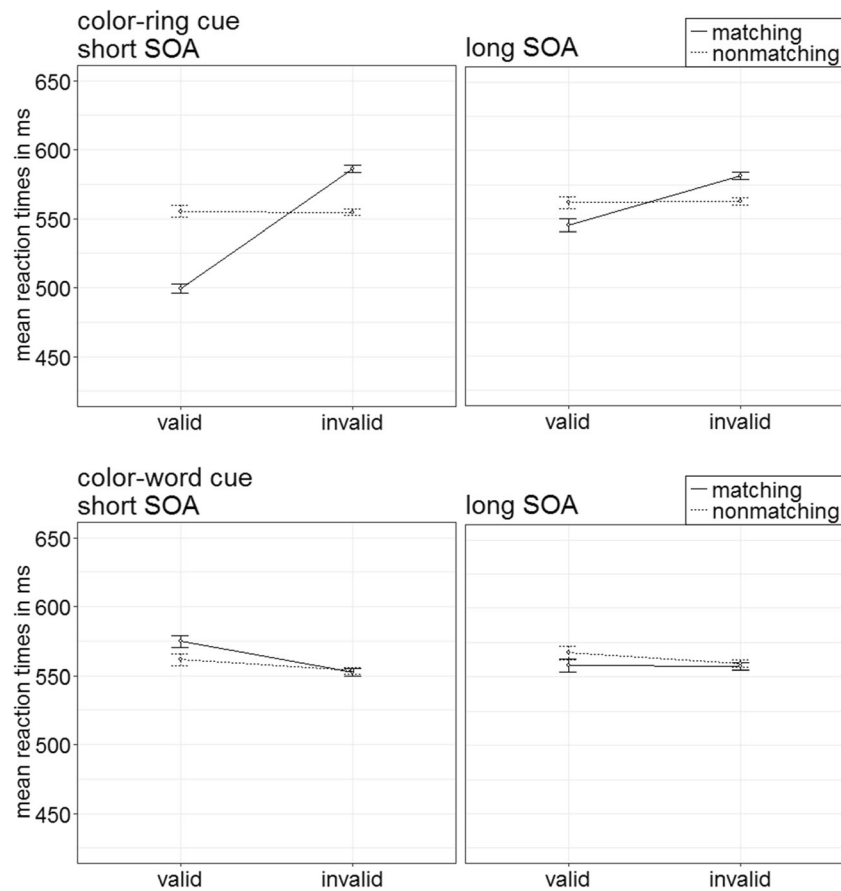 color-ring cue
short SOA
long SOA
matching
nonmatching
mean reaction times in ms
650
600
550
500
450
valid
invalid
valid
invalid
color-word cue
short SOA
long SOA
matching
nonmatching
mean reaction times in ms
650
600
550
500
450
valid
invalid
valid
invalid